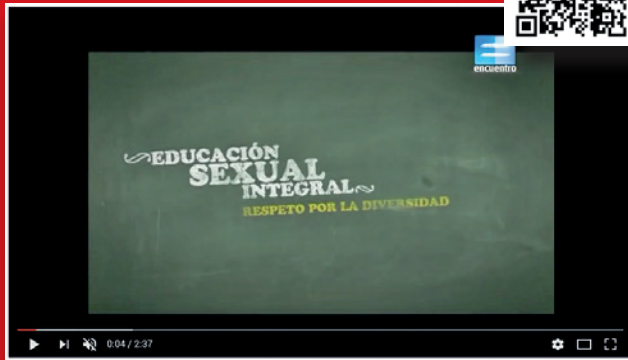 encuentro
EDUCACIÓN
SEXUAL
INTEGRAL
RESPETO POR LA DIVERSIDAD
0:04 / 2:37